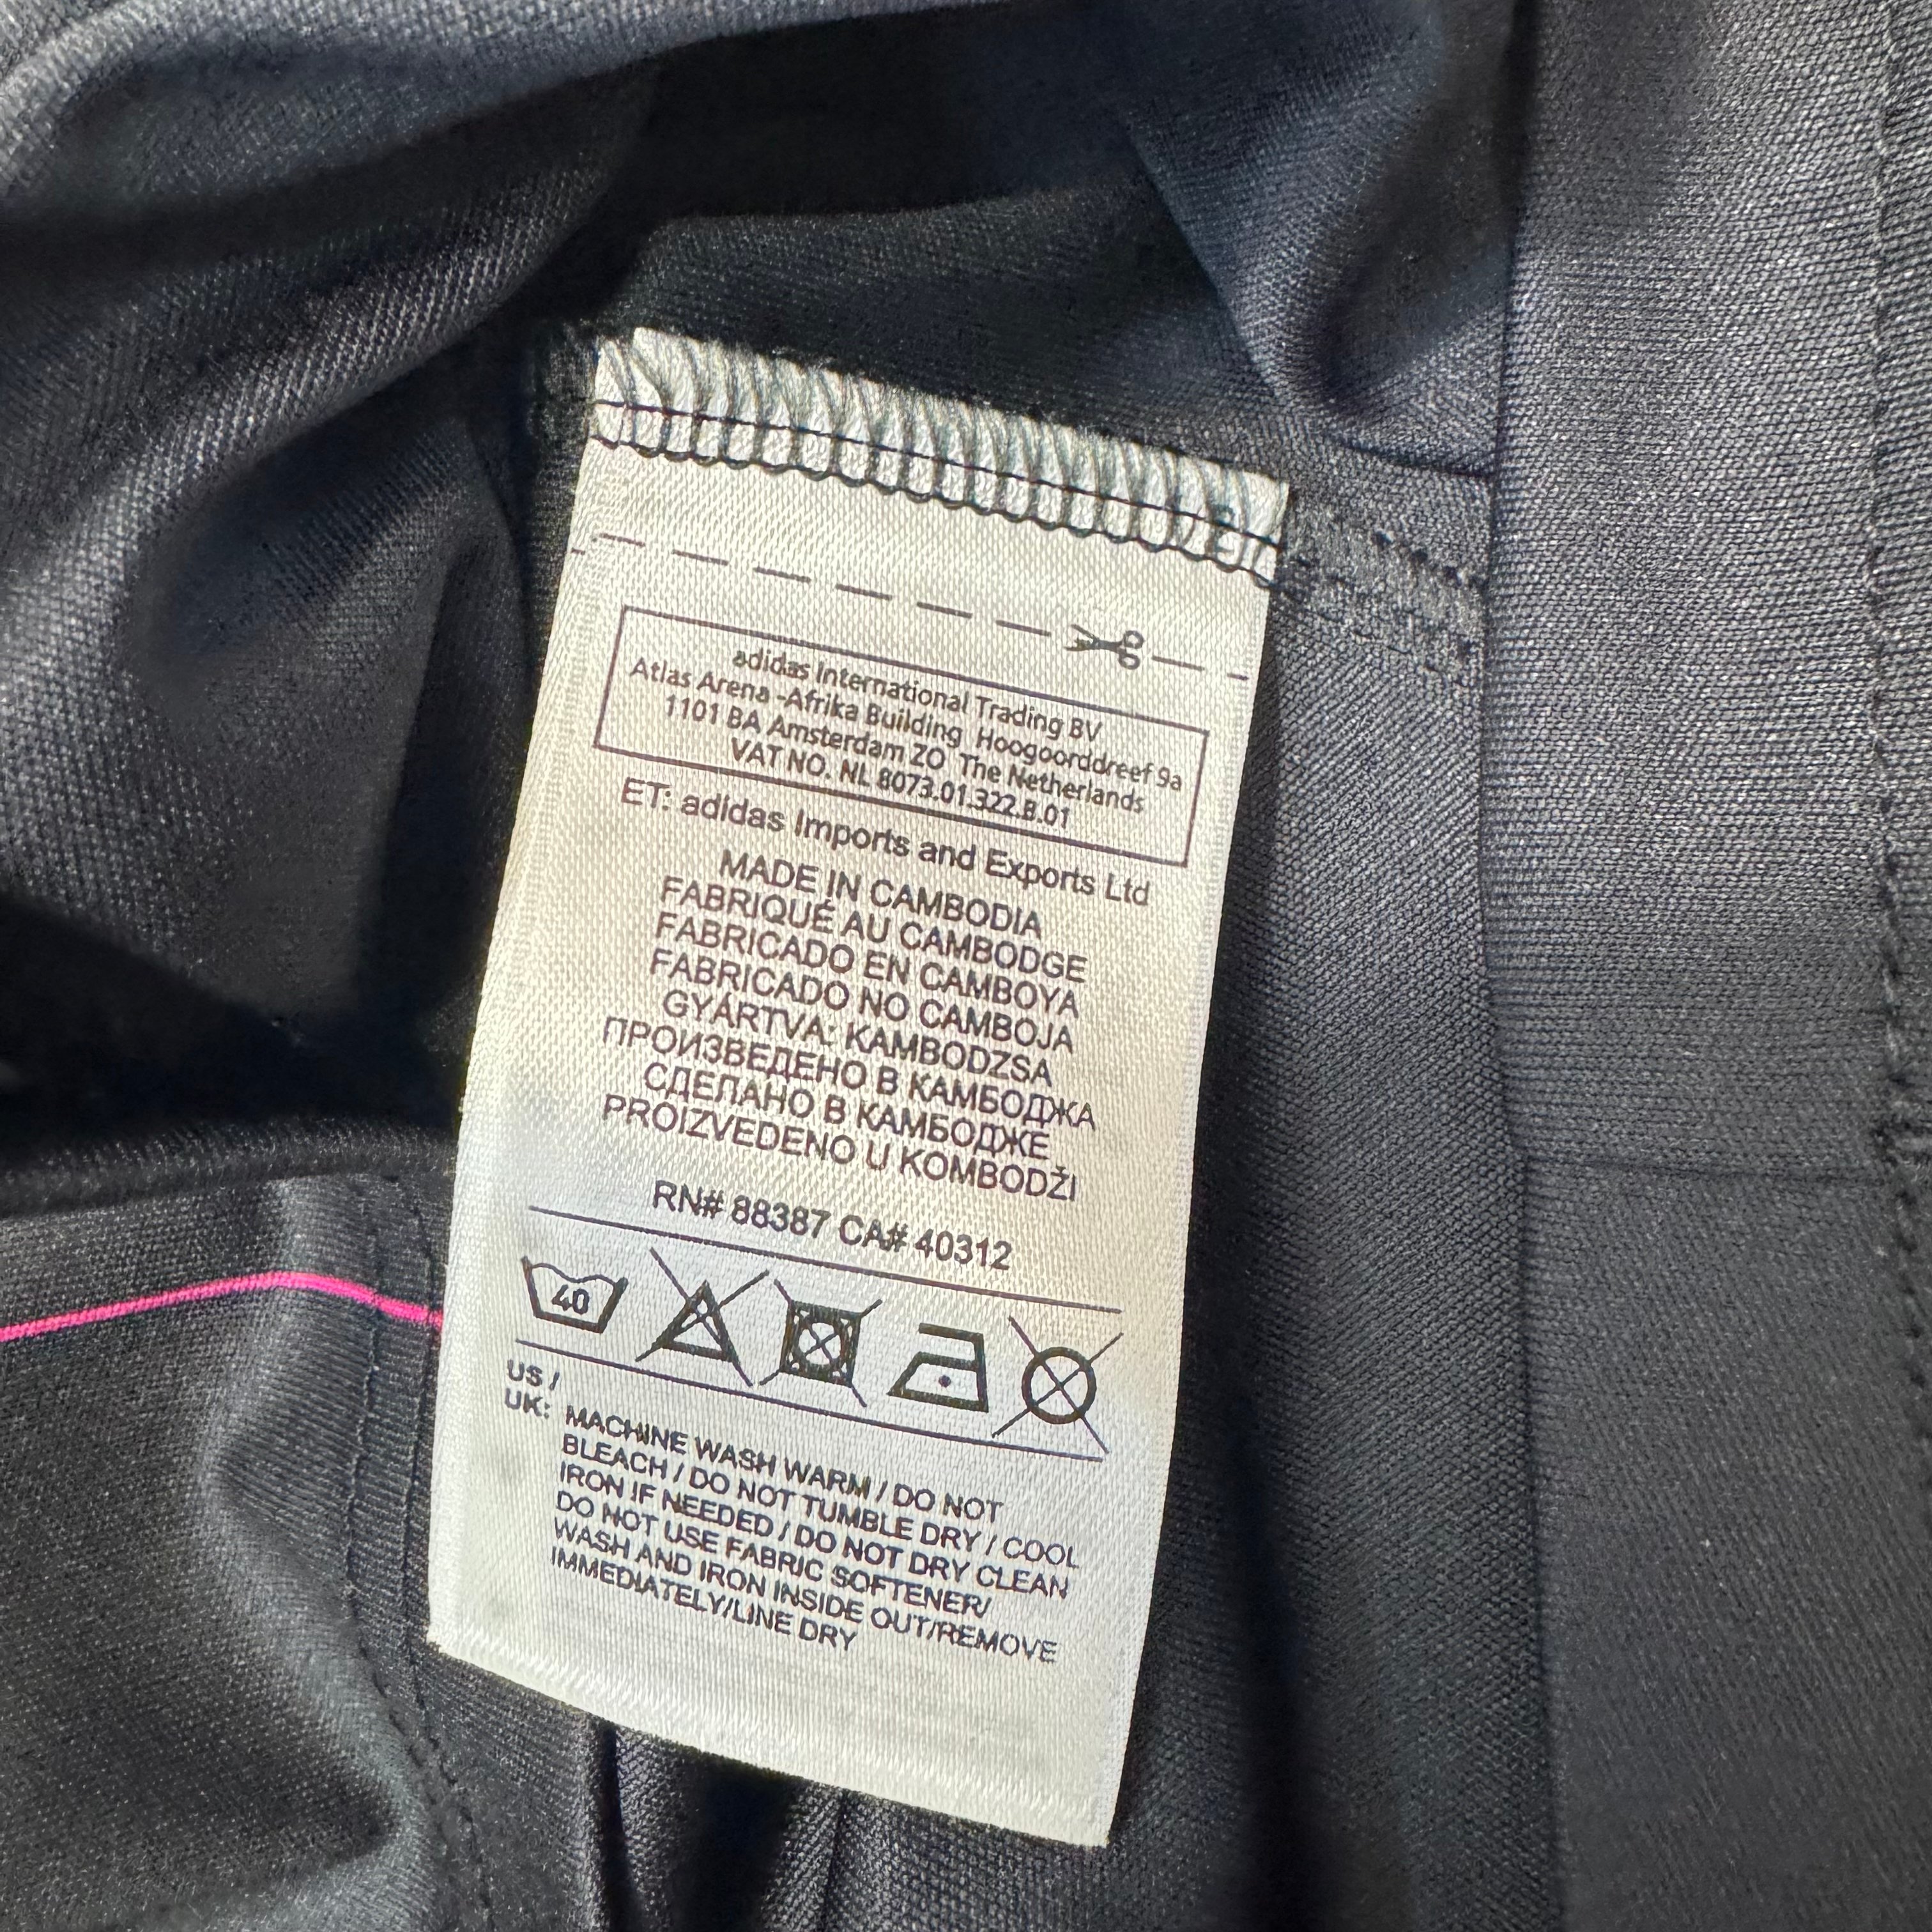 adidas International Trading BV
Atlas Arena -Afrika Building Hoogoorddreef 9a
1101 BA Amsterdam ZO The Netherlands
VAT NO. NL 8073.01.322.B.01
ET: adidas Imports and Exports Ltd
MADE IN CAMBODIA
FABRIQUÉ AU CAMBODGE
FABRICADO EN CAMBOYA
FABRICADO NO CAMBOJA
GYÁRTVA: KAMBODZSA
ПРОИЗВЕДЕНО В КАМБОДЖА
СДЕЛАНО В КАМБОДЖЕ
PROIZVEDENO U KOMBODŽI
RN# 88387 CA# 40312
40
US /
UK: MACHINE WASH WARM / DO NOT
BLEACH / DO NOT TUMBLE DRY / COOL
IRON IF NEEDED / DO NOT DRY CLEAN
DO NOT USE FABRIC SOFTENER/
WASH AND IRON INSIDE OUT/REMOVE
IMMEDIATELY/LINE DRY